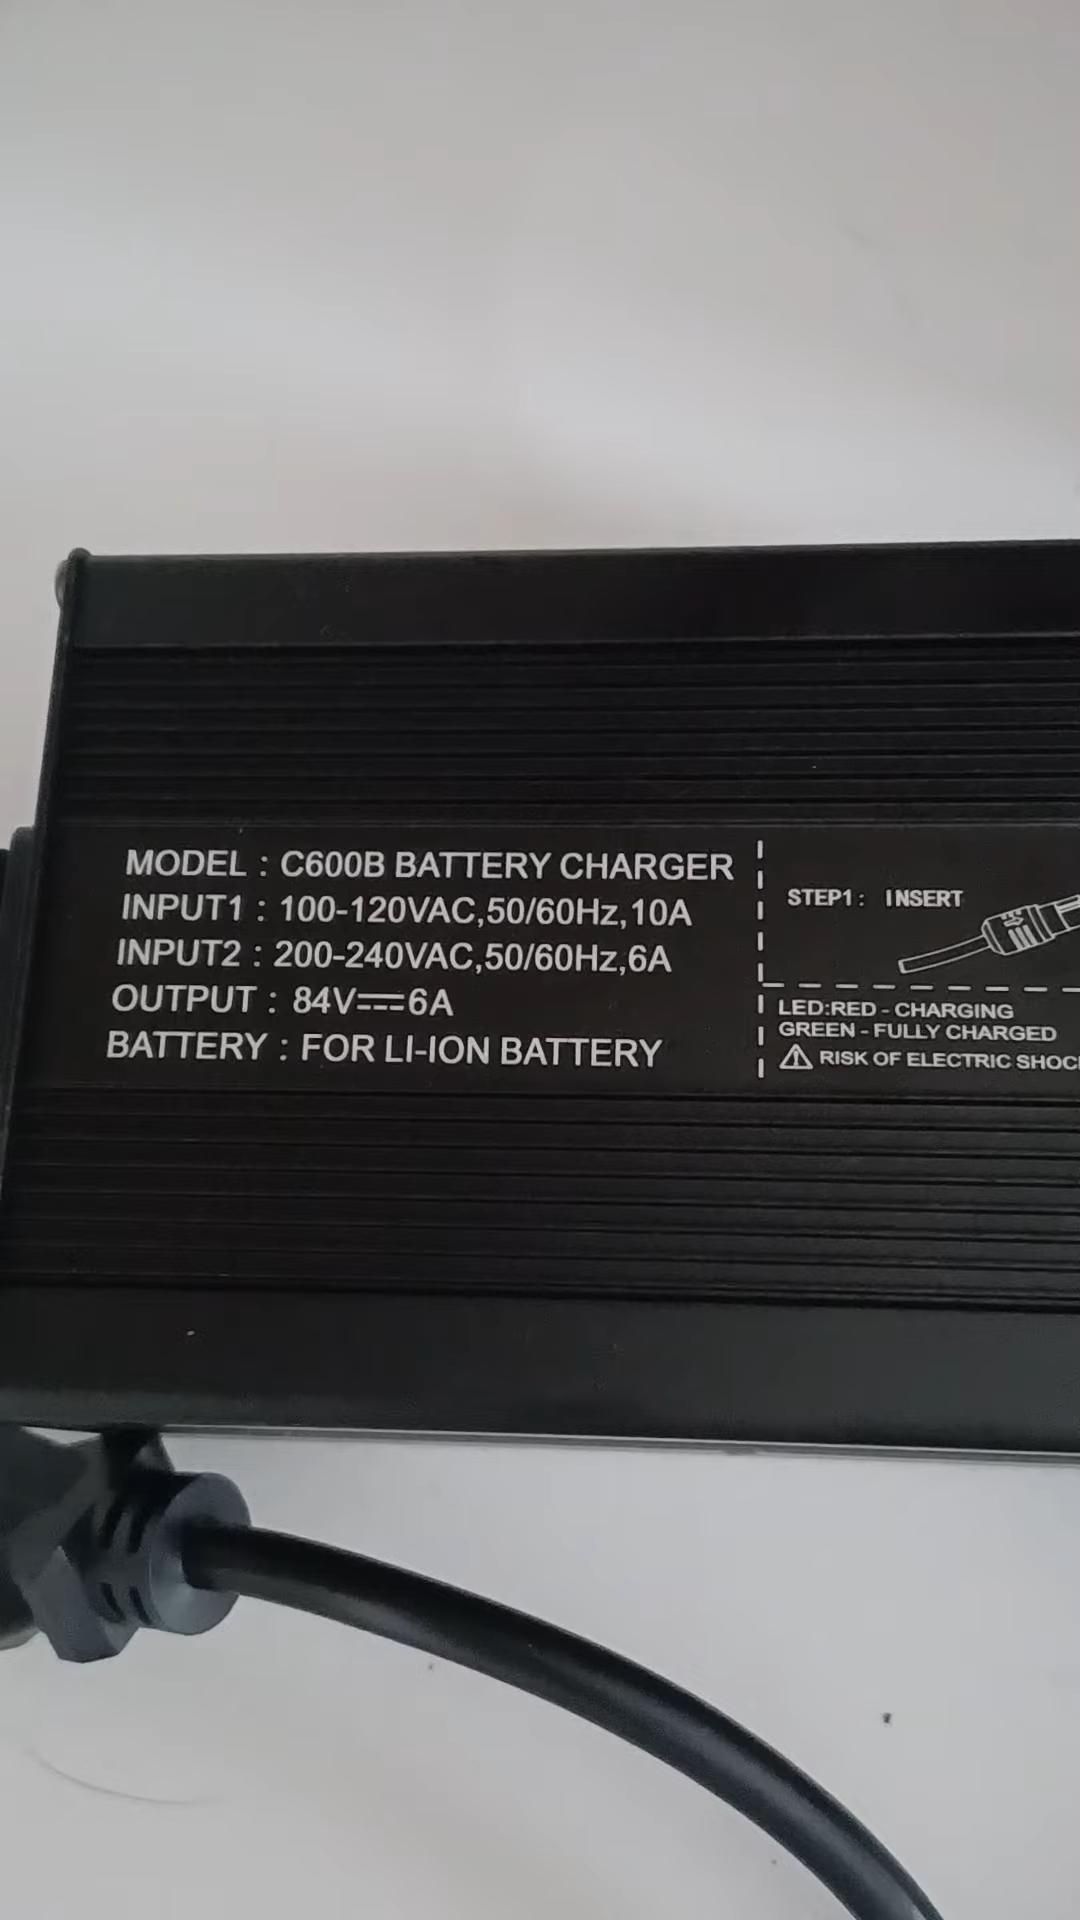 MODEL : C600B BATTERY CHARGER
INPUT1 : 100-120VAC,50/60Hz,10A
INPUT2 : 200-240VAC,50/60Hz,6A
OUTPUT : 84V⎓6A
BATTERY : FOR LI-ION BATTERY
STEP1: INSERT
LED:RED - CHARGING
GREEN - FULLY CHARGED
⚠ RISK OF ELECTRIC